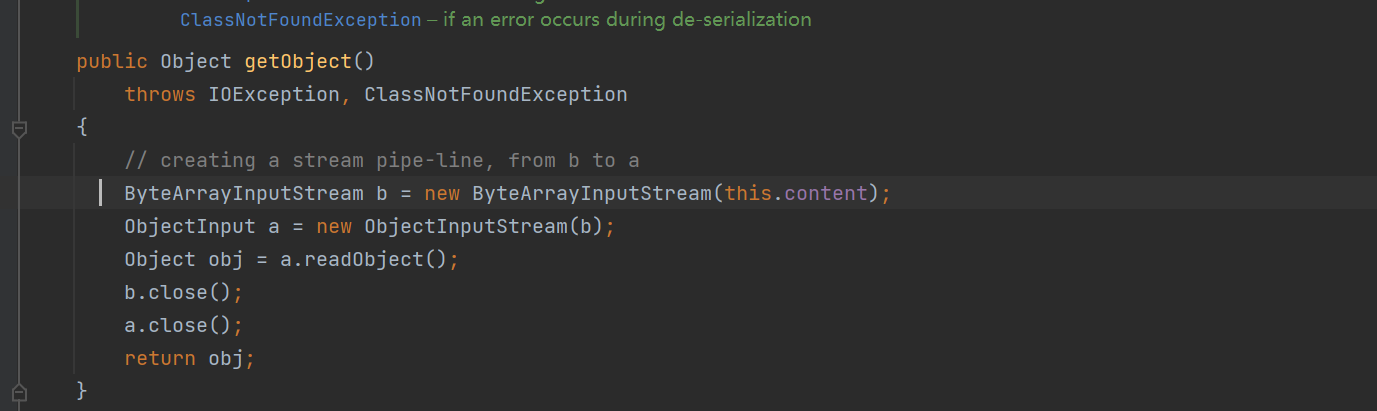 ClassNotFoundException – if an error occurs during de-serialization
public Object getObject()
throws IOException, ClassNotFoundException
{
// creating a stream pipe-line, from b to a
ByteArrayInputStream b = new ByteArrayInputStream(this.content);
ObjectInput a = new ObjectInputStream(b);
Object obj = a.readObject();
b.close();
a.close();
return obj;
}